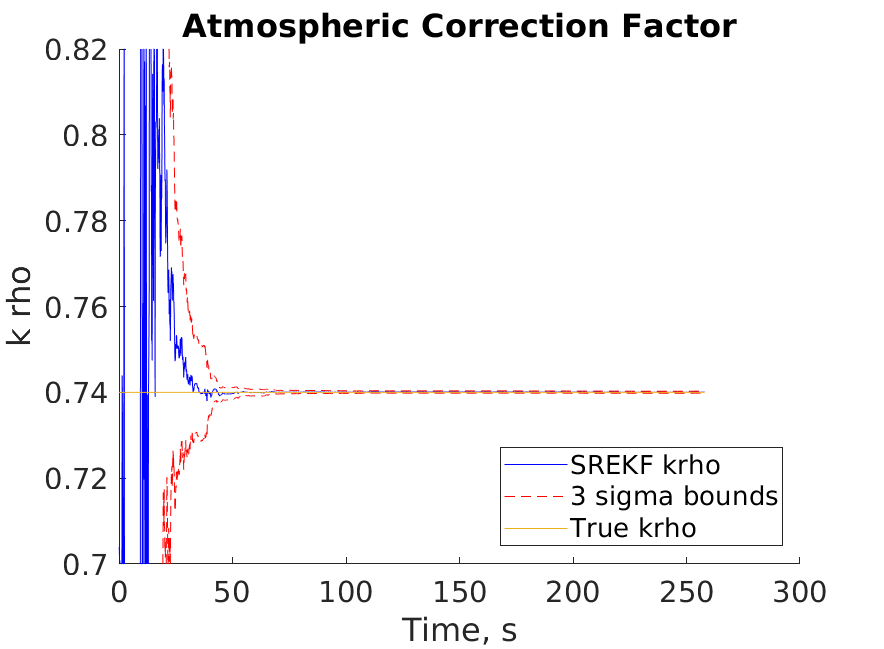 Atmospheric Correction Factor
0.82
0.8
0.78
0.76
0.74
0.72
0.7
k rho
0
50
100
150
200
250
300
Time, s
SREKF krho
3 sigma bounds
True krho